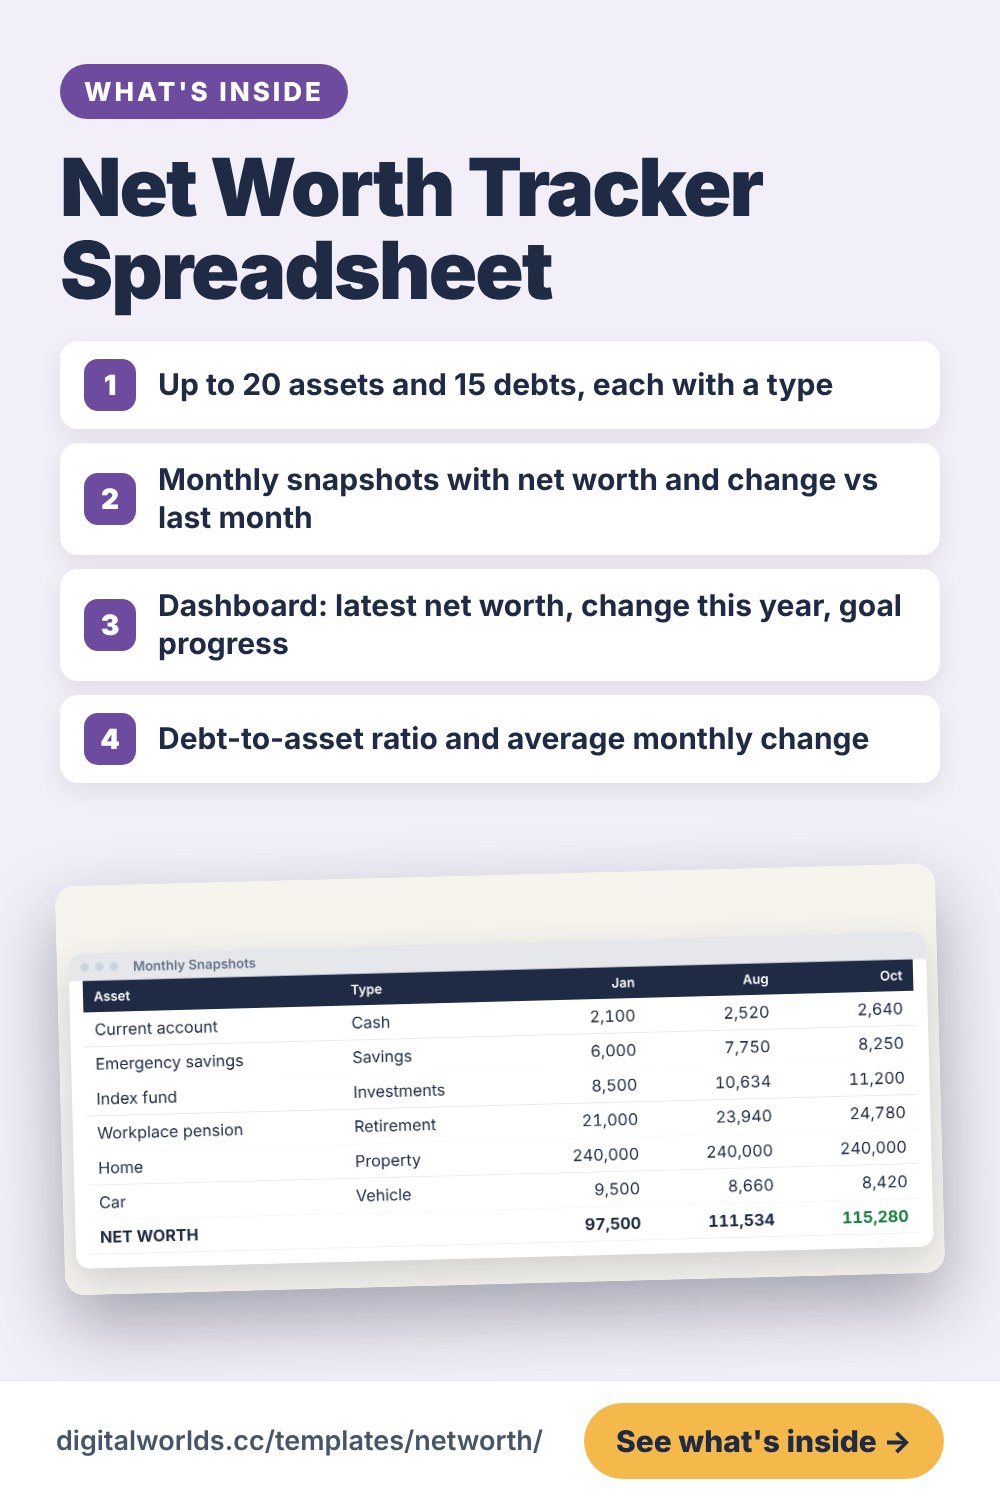 WHAT'S INSIDE
Net Worth Tracker
Spreadsheet
1 Up to 20 assets and 15 debts, each with a type
2 Monthly snapshots with net worth and change vs
last month
3 Dashboard: latest net worth, change this year, goal
progress
4 Debt-to-asset ratio and average monthly change
Monthly Snapshots
Asset Type Jan Aug Oct
Current account Cash 2,100 2,520 2,640
Emergency savings Savings 6,000 7,750 8,250
Index fund Investments 8,500 10,634 11,200
Workplace pension Retirement 21,000 23,940 24,780
Home Property 240,000 240,000 240,000
Car Vehicle 9,500 8,660 8,420
NET WORTH 97,500 111,534 115,280
digitalworlds.cc/templates/networth/
See what's inside →